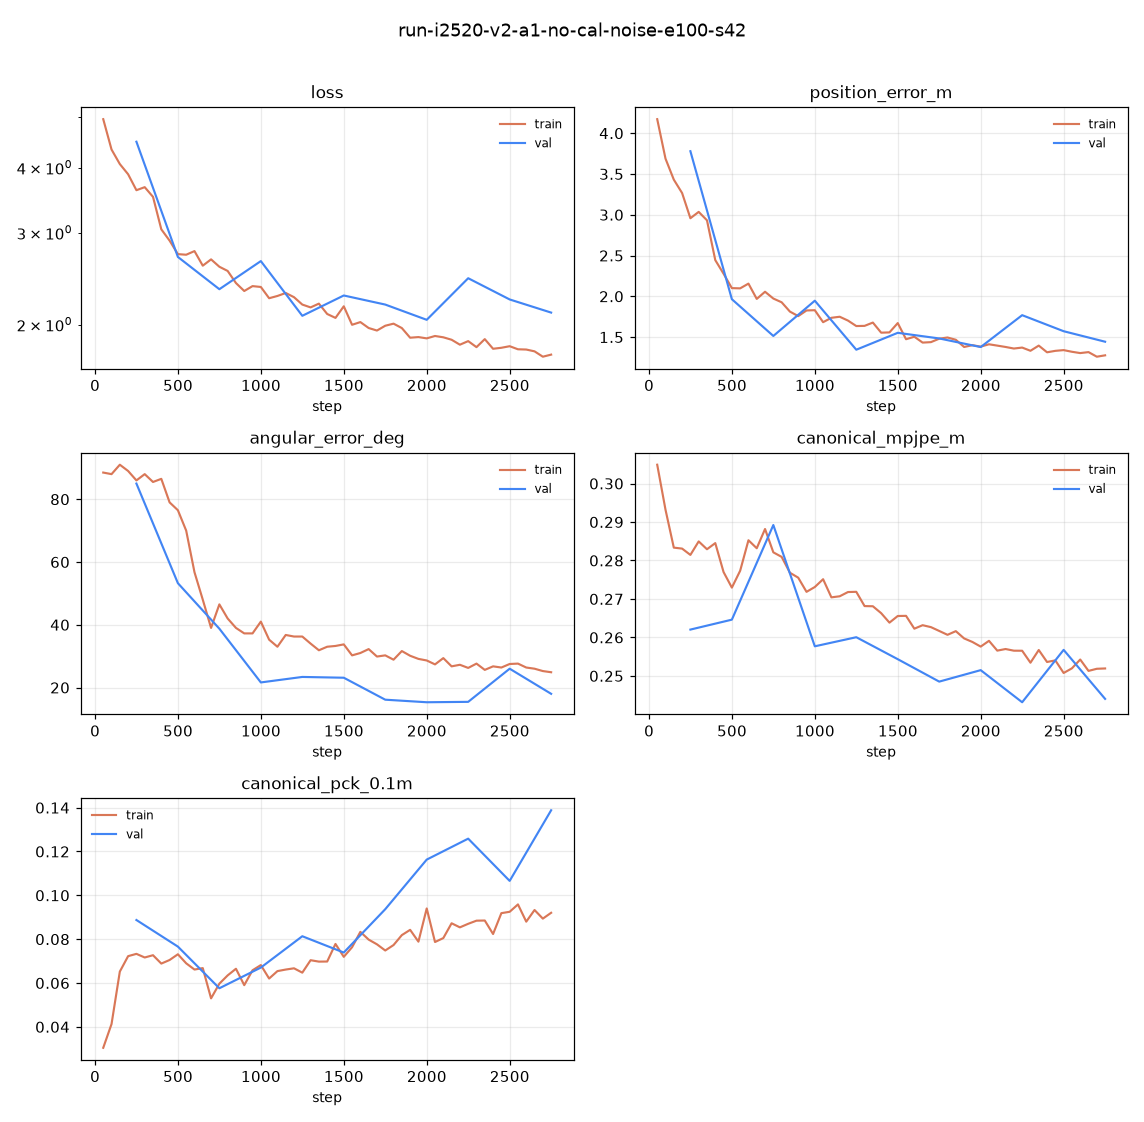 run-i2520-v2-a1-no-cal-noise-e100-s42
loss
train
val
4 × 10⁰
3 × 10⁰
2 × 10⁰
0 500 1000 1500 2000 2500
step
position_error_m
train
val
4.0
3.5
3.0
2.5
2.0
1.5
0 500 1000 1500 2000 2500
step
angular_error_deg
train
val
80
60
40
20
0 500 1000 1500 2000 2500
step
canonical_mpjpe_m
train
val
0.30
0.29
0.28
0.27
0.26
0.25
0 500 1000 1500 2000 2500
step
canonical_pck_0.1m
train
val
0.14
0.12
0.10
0.08
0.06
0.04
0 500 1000 1500 2000 2500
step